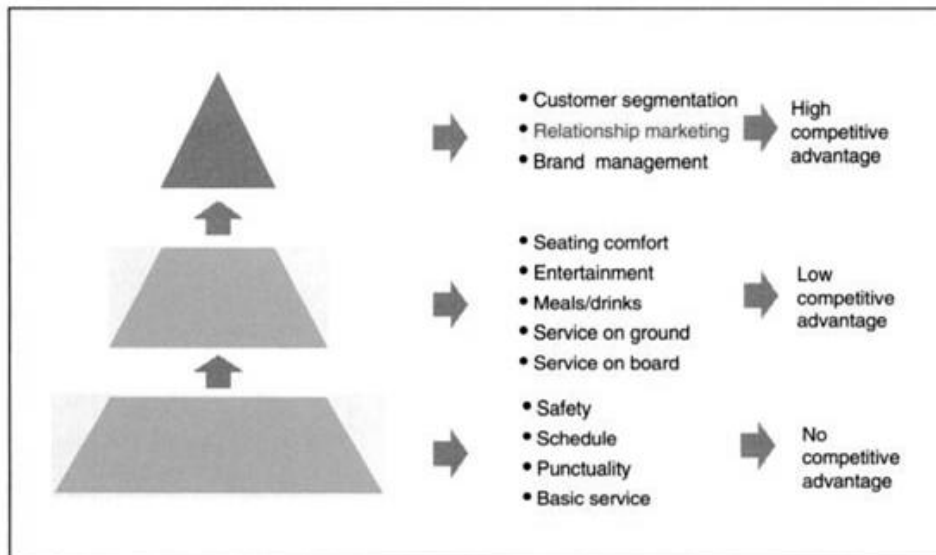 • Customer segmentation
• Relationship marketing
• Brand management
High
competitive
advantage
• Seating comfort
• Entertainment
• Meals/drinks
• Service on ground
• Service on board
Low
competitive
advantage
• Safety
• Schedule
• Punctuality
• Basic service
No
competitive
advantage